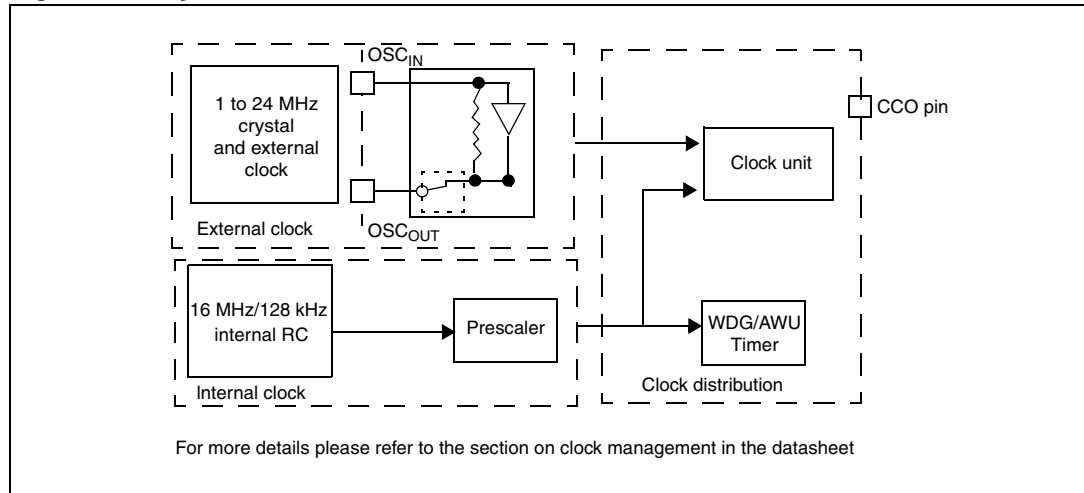 OSCIN
1 to 24 MHz
crystal
and external
clock
OSCOUT
External clock
CCO pin
Clock unit
16 MHz/128 kHz
internal RC
Prescaler
Internal clock
WDG/AWU
Timer
Clock distribution
For more details please refer to the section on clock management in the datasheet